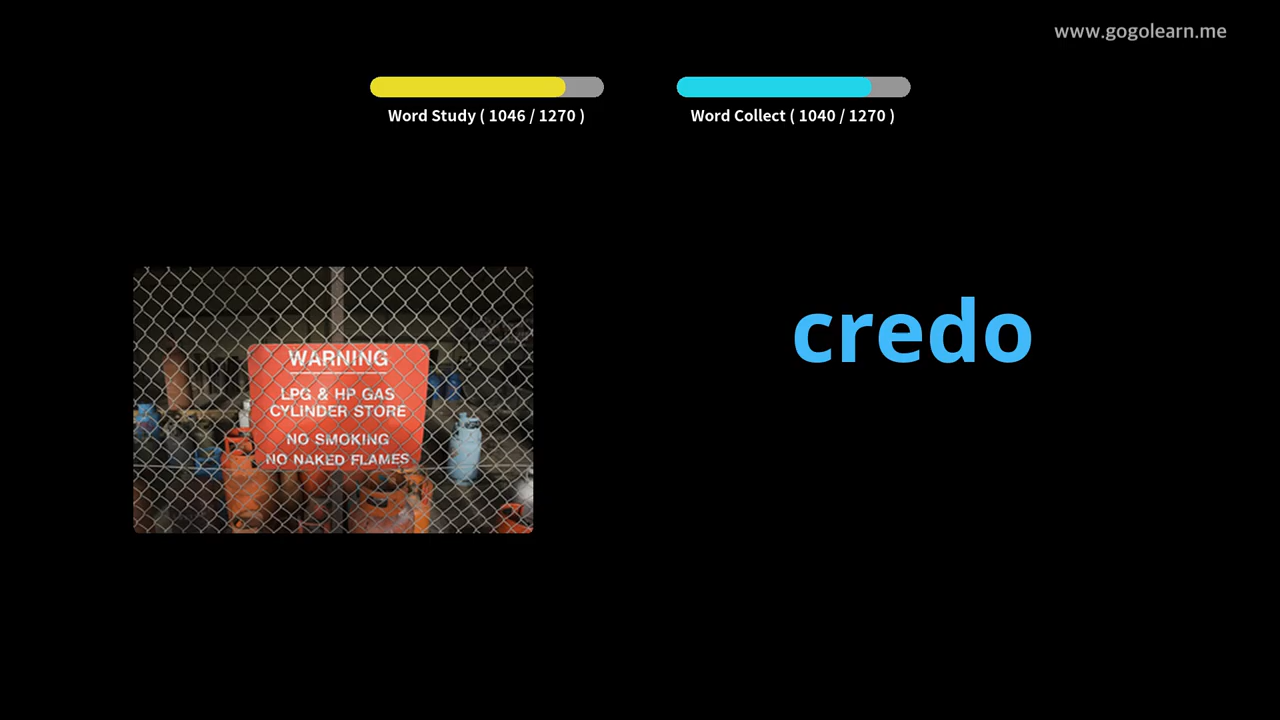 www.gogolearn.me
Word Study ( 1046 / 1270 )
Word Collect ( 1040 / 1270 )
WARNING
LPG & HP GAS
CYLINDER STORE
NO SMOKING
NO NAKED FLAMES
credo